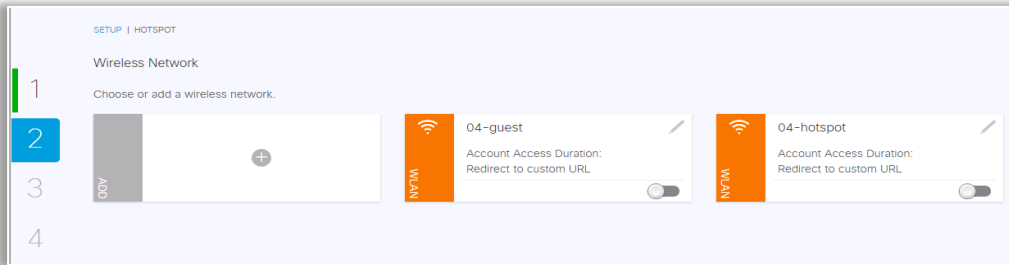 SETUP | HOTSPOT
Wireless Network
Choose or add a wireless network.
1
2
3
4
ADD
WLAN
04-guest
Account Access Duration:
Redirect to custom URL
WLAN
04-hotspot
Account Access Duration:
Redirect to custom URL